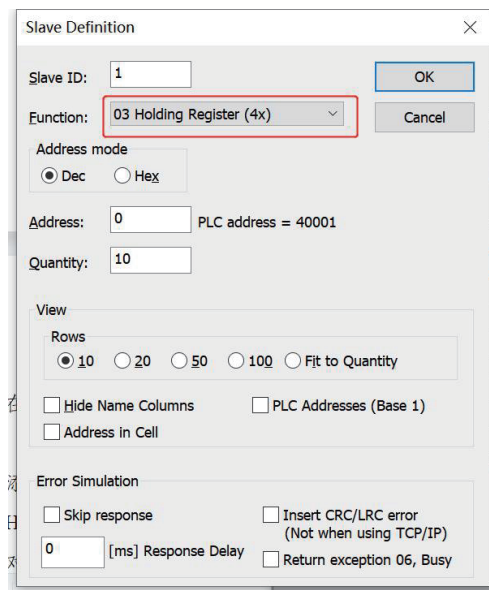 Slave Definition
Slave ID: 1 OK
Function: 03 Holding Register (4x) Cancel
Address mode
Dec Hex
Address: 0 PLC address = 40001
Quantity: 10
View
Rows
10 20 50 100 Fit to Quantity
Hide Name Columns PLC Addresses (Base 1)
Address in Cell
Error Simulation
Skip response Insert CRC/LRC error
(Not when using TCP/IP)
0 [ms] Response Delay
Return exception 06, Busy